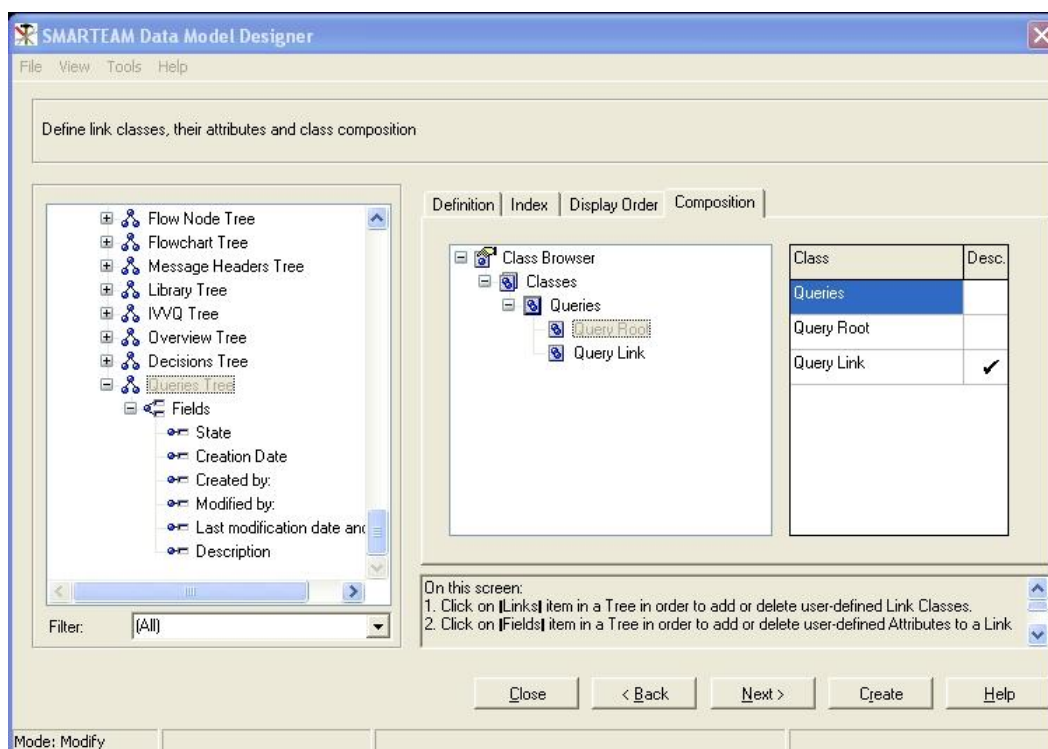 SMARTEAM Data Model Designer
File View Tools Help
Define link classes, their attributes and class composition
Flow Node Tree
Flowchart Tree
Message Headers Tree
Library Tree
IVVQ Tree
Overview Tree
Decisions Tree
Queries Tree
Fields
State
Creation Date
Created by:
Modified by:
Last modification date and
Description
Filter: (All)
Definition Index Display Order Composition
Class Browser
Classes
Queries
Query Root
Query Link
Class Desc.
Queries
Query Root
Query Link
On this screen:
1. Click on |Links| item in a Tree in order to add or delete user-defined Link Classes.
2. Click on |Fields| item in a Tree in order to add or delete user-defined Attributes to a Link
Close < Back Next > Create Help
Mode: Modify